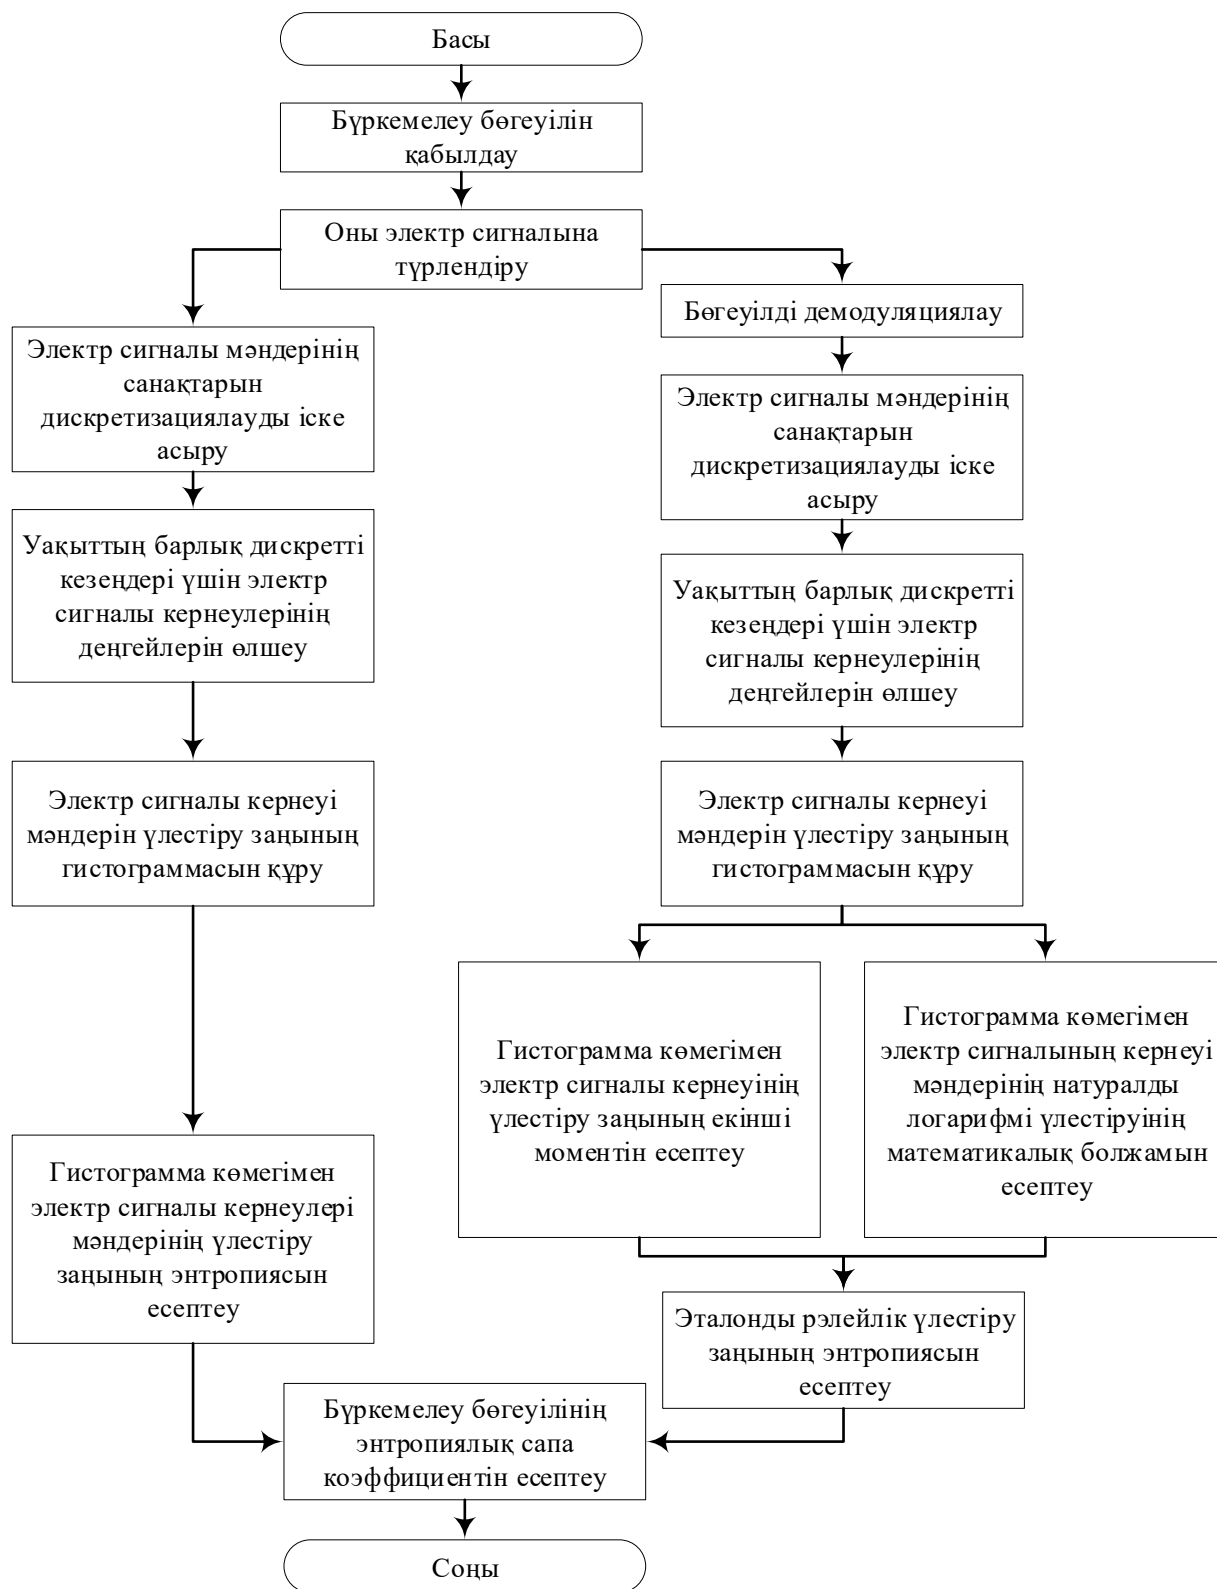 Басы
Бүркемелеу бөгеуілін
қабылдау
Оны электр сигналына
түрлендіру
Электр сигналы мәндерінің
санақтарын
дискретизациялауды іске
асыру
Уақыттың барлық дискретті
кезеңдері үшін электр
сигналы кернеулерінің
деңгейлерін өлшеу
Электр сигналы кернеуі
мәндерін үлестіру заңының
гистограммасын құру
Гистограмма көмегімен
электр сигналы кернеулері
мәндерінің үлестіру
заңының энтропиясын
есептеу
Бөгеуілді демодуляциялау
Электр сигналы мәндерінің
санақтарын
дискретизациялауды іске
асыру
Уақыттың барлық дискретті
кезеңдері үшін электр
сигналы кернеулерінің
деңгейлерін өлшеу
Электр сигналы кернеуі
мәндерін үлестіру заңының
гистограммасын құру
Гистограмма көмегімен
электр сигналы кернеуінің
үлестіру заңының екінші
моментін есептеу
Гистограмма көмегімен
электр сигналының кернеуі
мәндерінің натуралды
логарифмі үлестіруінің
математикалық болжамын
есептеу
Эталонды рэлейлік үлестіру
заңының энтропиясын
есептеу
Бүркемелеу бөгеуілінің
энтропиялық сапа
коэффициентін есептеу
Соңы